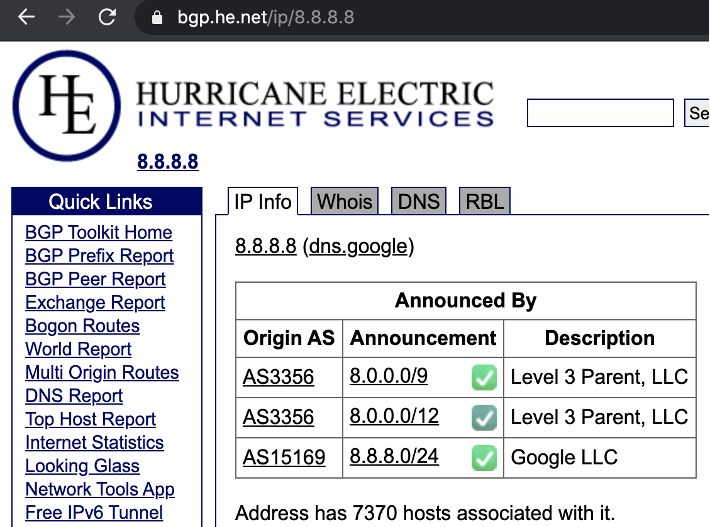 bgp.he.net/ip/8.8.8.8
HE
HURRICANE ELECTRIC
INTERNET SERVICES
Se
8.8.8.8
Quick Links
BGP Toolkit Home
BGP Prefix Report
BGP Peer Report
Exchange Report
Bogon Routes
World Report
Multi Origin Routes
DNS Report
Top Host Report
Internet Statistics
Looking Glass
Network Tools App
Free IPv6 Tunnel
IP Info Whois DNS RBL
8.8.8.8 (dns.google)
Announced By
Origin AS Announcement Description
AS3356 8.0.0.0/9 Level 3 Parent, LLC
AS3356 8.0.0.0/12 Level 3 Parent, LLC
AS15169 8.8.8.0/24 Google LLC
Address has 7370 hosts associated with it.